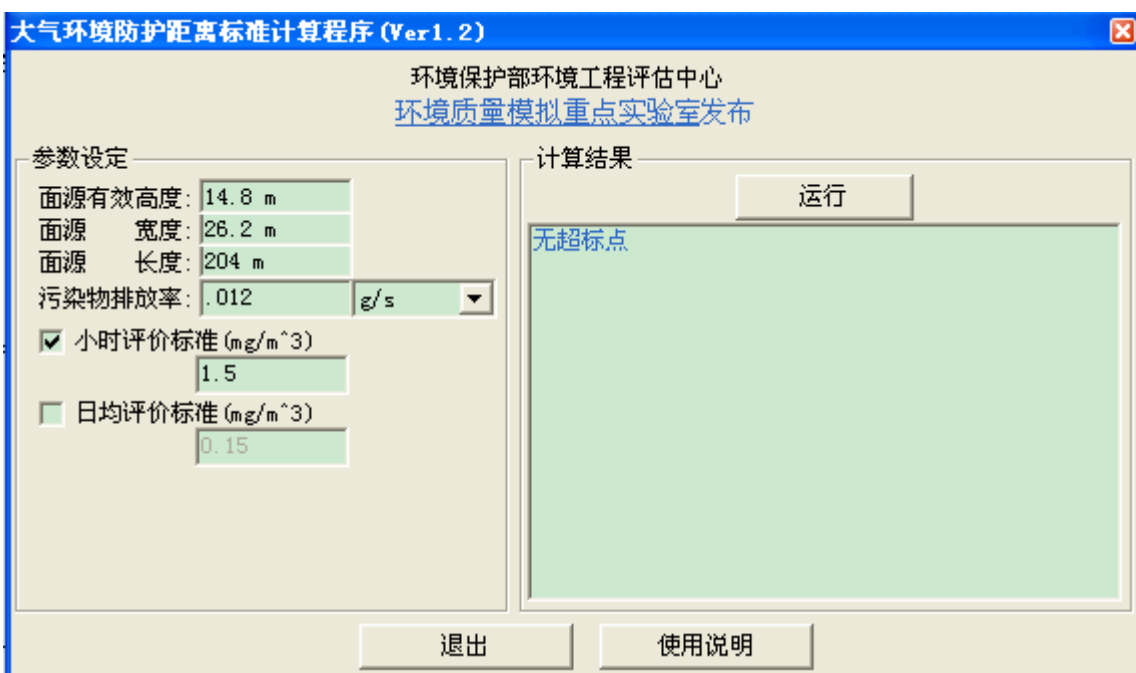 大气环境防护距离标准计算程序(Ver1.2)
环境保护部环境工程评估中心
环境质量模拟重点实验室发布
参数设定
面源有效高度: 14.8 m
面源 宽度: 26.2 m
面源 长度: 204 m
污染物排放率: .012 g/s
小时评价标准(mg/m^3)
1.5
日均评价标准(mg/m^3)
0.15
计算结果
运行
无超标点
退出 使用说明